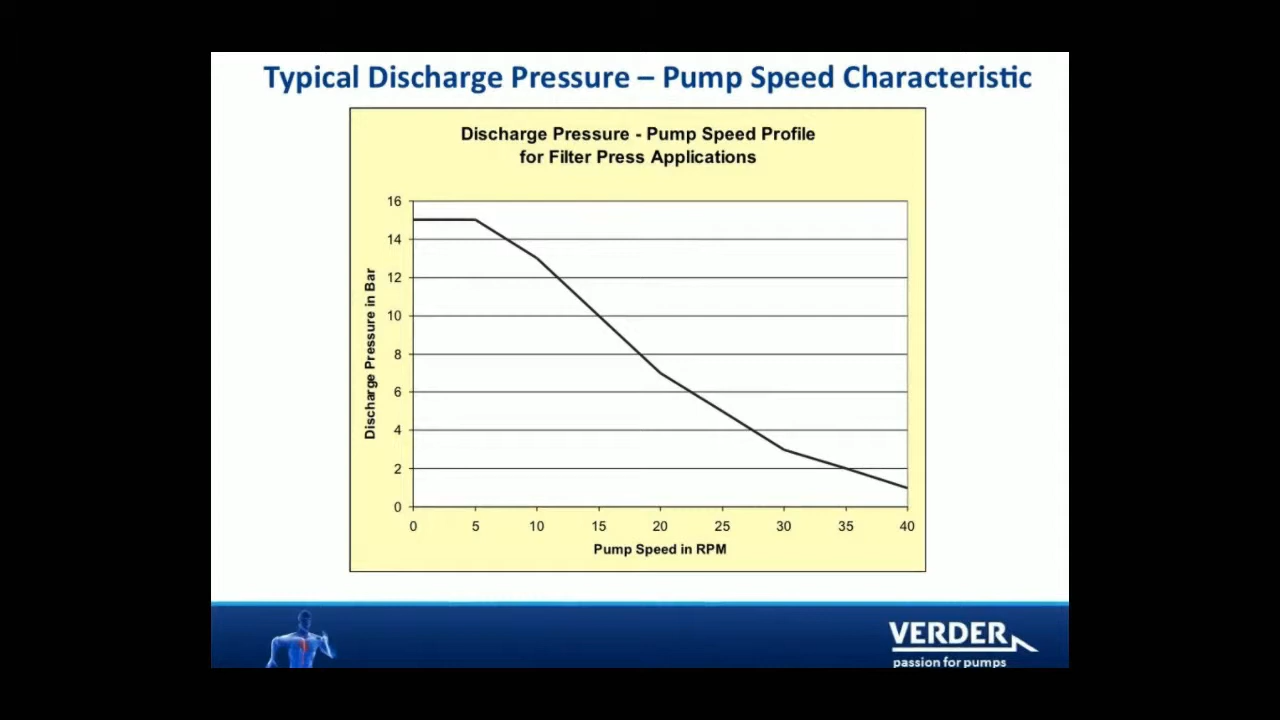 Typical Discharge Pressure – Pump Speed Characteristic
Discharge Pressure - Pump Speed Profile
for Filter Press Applications
16
14
12
10
8
6
4
2
0
Discharge Pressure in Bar
0 5 10 15 20 25 30 35 40
Pump Speed in RPM
VERDER
passion for pumps